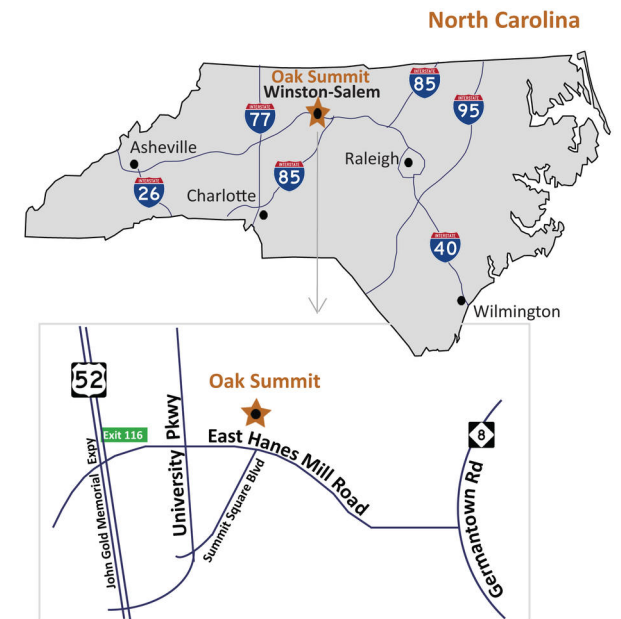 North Carolina
Oak Summit
Winston-Salem
INTERSTATE
85
INTERSTATE
95
INTERSTATE
77
Asheville
Raleigh
INTERSTATE
85
INTERSTATE
26
Charlotte
INTERSTATE
40
Wilmington
52
Oak Summit
Exit 116
East Hanes Mill Road
8
University Pkwy
John Gold Memorial Expy
Summit Square Blvd
Germantown Rd